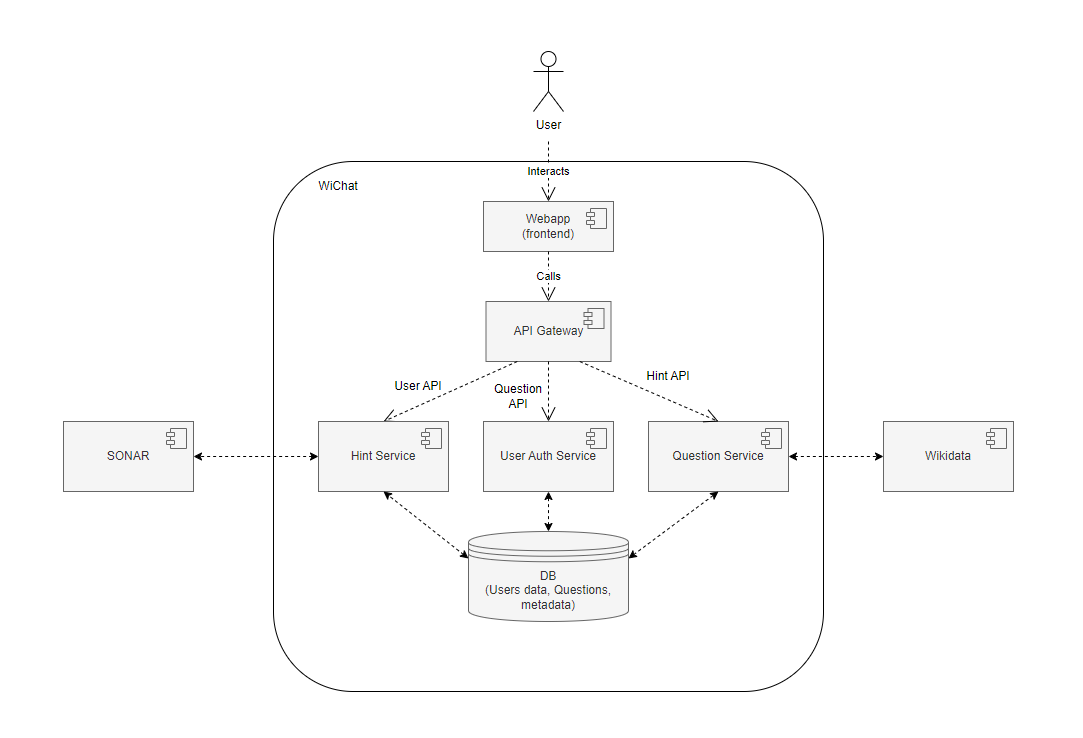 User
Interacts
WiChat
Webapp
(frontend)
Calls
API Gateway
User API
Question
API
Hint API
SONAR
Hint Service
User Auth Service
Question Service
Wikidata
DB
(Users data, Questions,
metadata)